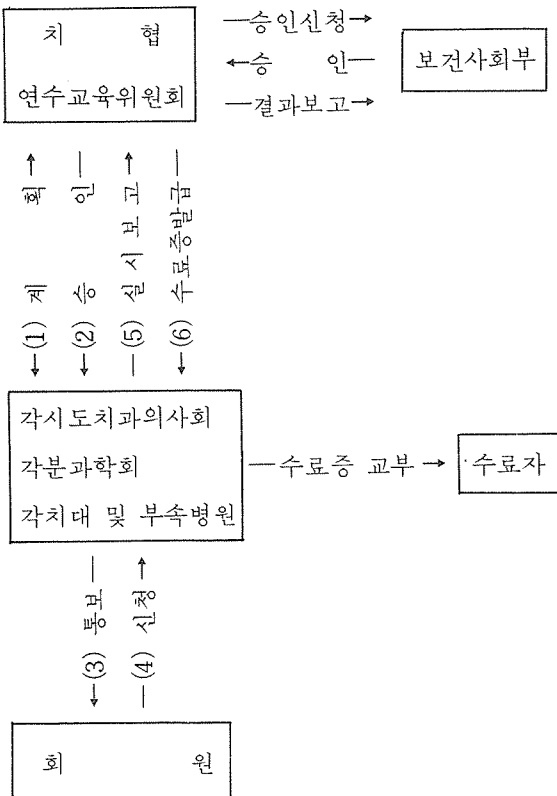 치 협
연수교육위원회
—승인신청→
←승 인—
—결과보고→
보건사회부
←(1) 계 획→
←(2) 승 인—
—(5) 실시보고→
←(6) 수료증발급—
각시도치과의사회
각분과학회
각치대 및 부속병원
—수료증 교부→
수료자
←(3) 통보—
—(4) 신청→
회 원